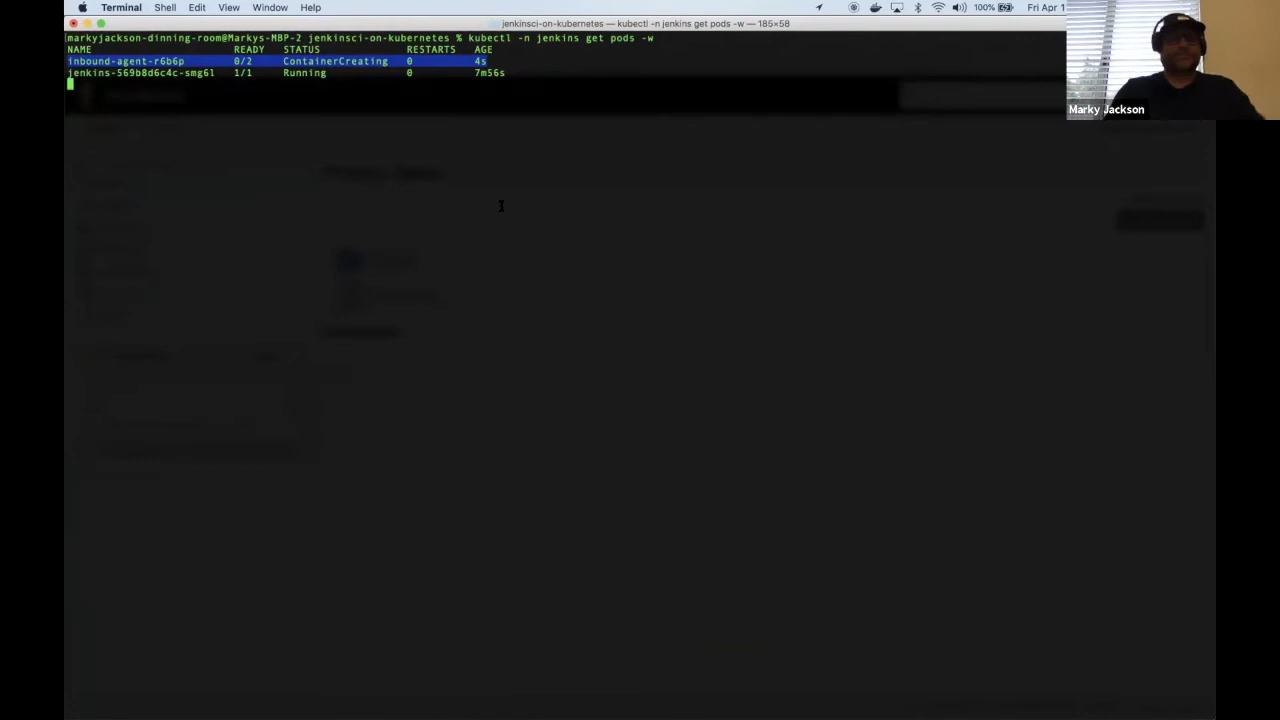 Terminal Shell Edit View Window Help 100% Fri Apr 1
jenkinsci-on-kubernetes — kubectl -n jenkins get pods -w — 185×58
markyjackson-dinning-room@Markys-MBP-2 jenkinsci-on-kubernetes % kubectl -n jenkins get pods -w
NAME READY STATUS RESTARTS AGE
inbound-agent-r6b6p 0/2 ContainerCreating 0 4s
jenkins-569b8d6c4c-smg6l 1/1 Running 0 7m56s
Marky Jackson